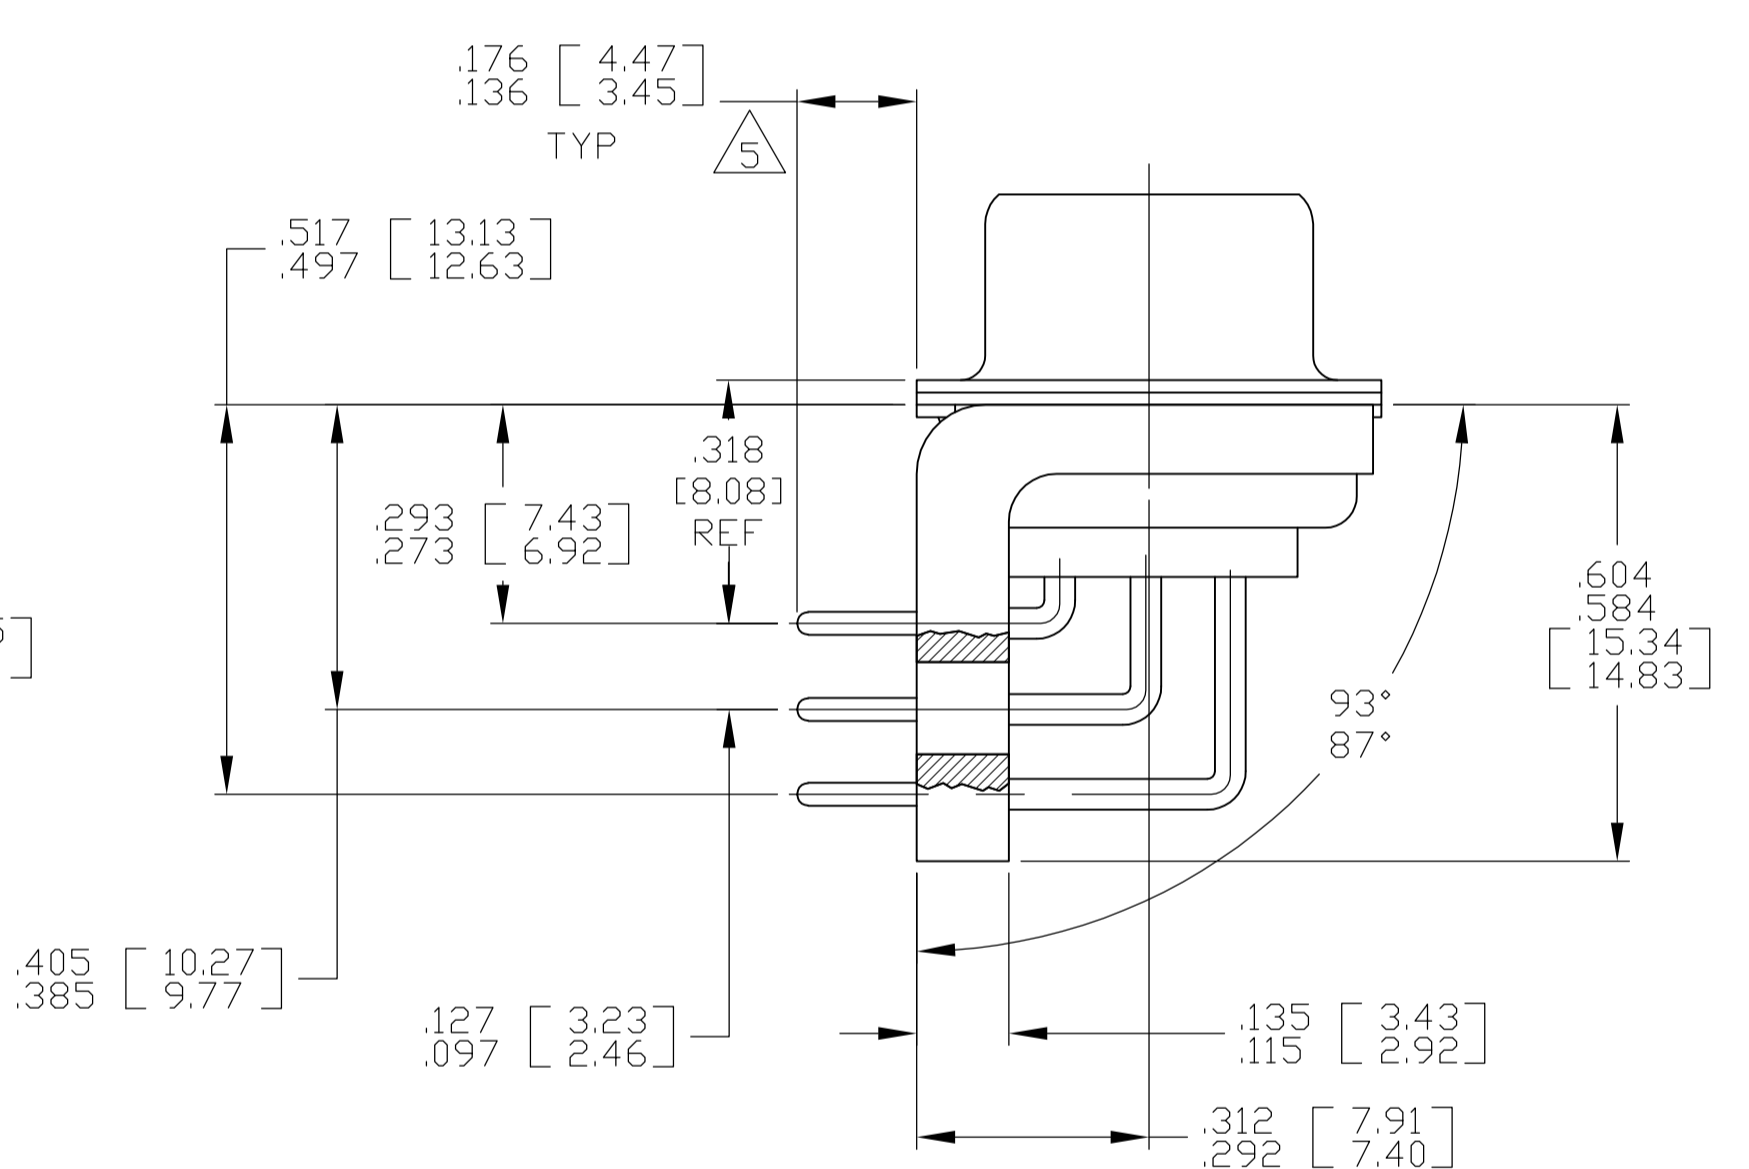 .176 [ 4.47 ]
.136 [ 3.45 ]
TYP
5
.517 [ 13.13 ]
.497 [ 12.63 ]
.318
[8.08]
REF
.293 [ 7.43 ]
.273 [ 6.92 ]
.604
.584
[ 15.34 ]
[ 14.83 ]
]
93°
87°
.405 [ 10.27 ]
.385 [ 9.77 ]
.127 [ 3.23 ]
.097 [ 2.46 ]
.135 [ 3.43 ]
.115 [ 2.92 ]
.312 [ 7.91 ]
.292 [ 7.40 ]